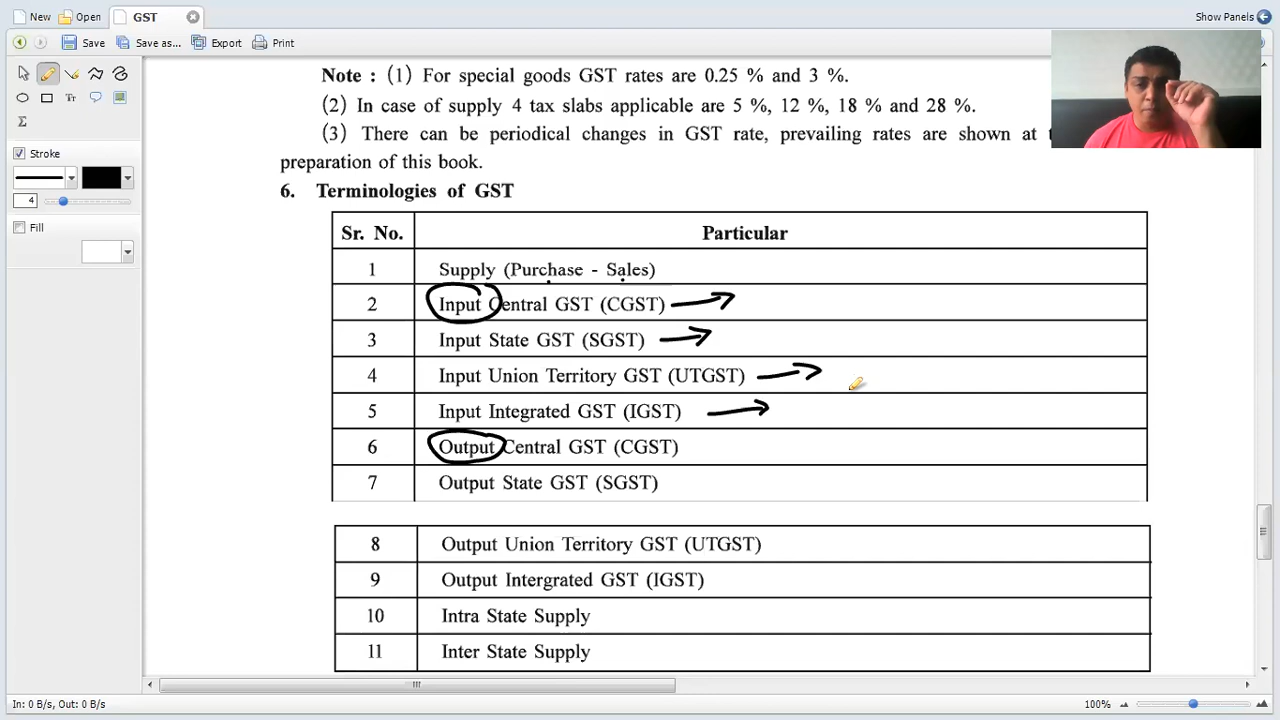 New Open GST Show Panels
Save Save as... Export Print
Note : (1) For special goods GST rates are 0.25 % and 3 %.
(2) In case of supply 4 tax slabs applicable are 5 %, 12 %, 18 % and 28 %.
(3) There can be periodical changes in GST rate, prevailing rates are shown at
preparation of this book.
6. Terminologies of GST
Sr. No. Particular
1 Supply (Purchase - Sales)
2 Input Central GST (CGST)
3 Input State GST (SGST)
4 Input Union Territory GST (UTGST)
5 Input Integrated GST (IGST)
6 Output Central GST (CGST)
7 Output State GST (SGST)
8 Output Union Territory GST (UTGST)
9 Output Intergrated GST (IGST)
10 Intra State Supply
11 Inter State Supply
Stroke
4
Fill
In: 0 B/s, Out: 0 B/s 100%